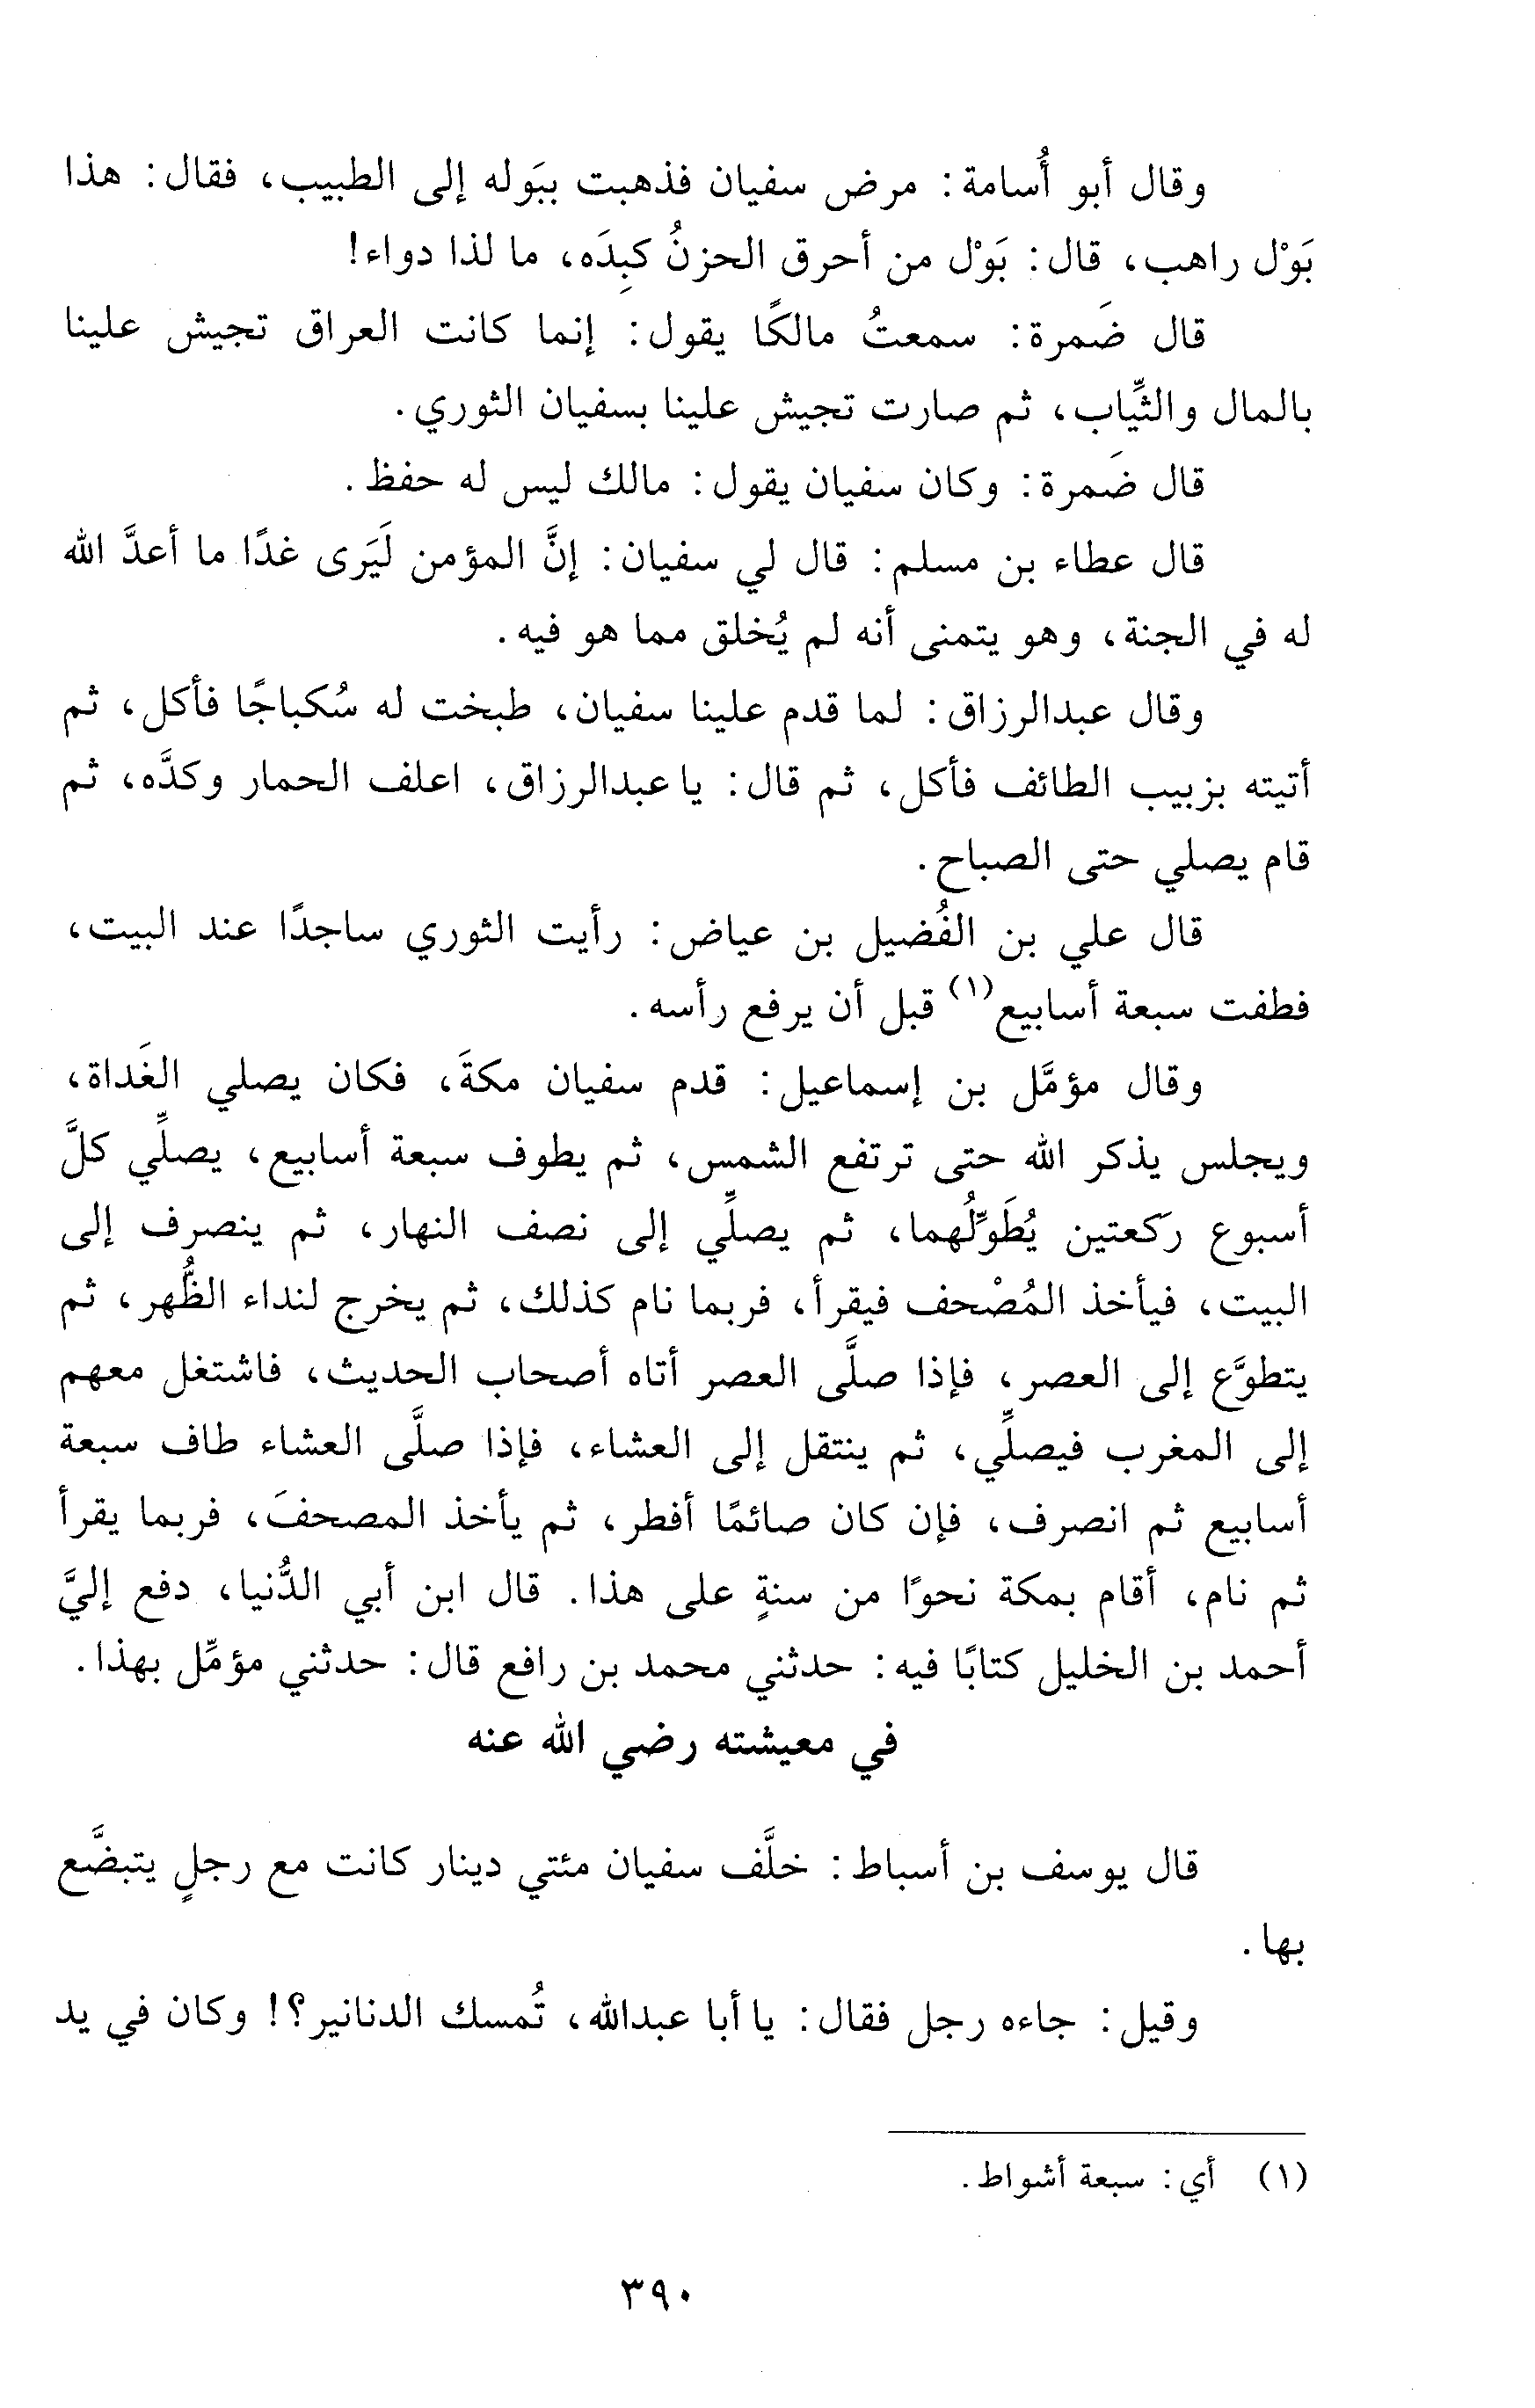 وقال أبو أُسامة: مرض سفيان فذهبت ببَوله إلى الطبيب، فقال: هذا
بَوْل راهب، قال: بَوْل من أحرق الحزنُ كبِدَه، ما لذا دواء!
قال ضَمرة: سمعتُ مالكًا يقول: إنما كانت العراق تجيش علينا
بالمال والثِّياب، ثم صارت تجيش علينا بسفيان الثوري.
قال ضَمرة: وكان سفيان يقول: مالك ليس له حفظ.
قال عطاء بن مسلم: قال لي سفيان: إنَّ المؤمن لَيَرى غدًا ما أعدَّ الله
له في الجنة، وهو يتمنى أنه لم يُخلق مما هو فيه.
وقال عبدالرزاق: لما قدم علينا سفيان، طبخت له سُكباجًا فأكل، ثم
أتيته بزبيب الطائف فأكل، ثم قال: يا عبدالرزاق، اعلف الحمار وكدَّه، ثم
قام يصلي حتى الصباح.
قال علي بن الفُضيل بن عياض: رأيت الثوري ساجدًا عند البيت،
فطفت سبعة أسابيع(١) قبل أن يرفع رأسه.
وقال مؤمَّل بن إسماعيل: قدم سفيان مكةَ، فكان يصلي الغَداة،
ويجلس يذكر الله حتى ترتفع الشمس، ثم يطوف سبعة أسابيع، يصلِّي كلَّ
أسبوع ركعتين يُطَوِّلُهما، ثم يصلِّي إلى نصف النهار، ثم ينصرف إلى
البيت، فيأخذ المُصْحف فيقرأ، فربما نام كذلك، ثم يخرج لنداء الظُّهر، ثم
يتطوَّع إلى العصر، فإذا صلَّى العصر أتاه أصحاب الحديث، فاشتغل معهم
إلى المغرب فيصلِّي، ثم ينتقل إلى العشاء، فإذا صلَّى العشاء طاف سبعة
أسابيع ثم انصرف، فإن كان صائمًا أفطر، ثم يأخذ المصحفَ، فربما يقرأ
ثم نام، أقام بمكة نحوًا من سنةٍ على هذا. قال ابن أبي الدُّنيا، دفع إليَّ
أحمد بن الخليل كتابًا فيه: حدثني محمد بن رافع قال: حدثني مؤمِّل بهذا.
في معيشته رضي الله عنه
قال يوسف بن أسباط: خلَّف سفيان مئتي دينار كانت مع رجلٍ يتبضَّع
بها.
وقيل: جاءه رجل فقال: يا أبا عبدالله، تُمسك الدنانير؟! وكان في يد
(١) أي: سبعة أشواط.
٣٩٠